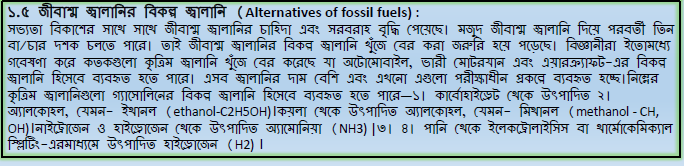 ১.৫ জীবাশ্ম জ্বালানির বিকল্প জ্বালানি (Alternatives of fossil fuels) :
সভ্যতা বিকাশের সাথে সাথে জীবাশ্ম জ্বালানির চাহিদা এবং সরবরাহ বৃদ্ধি পেয়েছে। মজুদ জ্বালানি দিয়ে পরবর্তী তিন
বা/চার দশক চলতে পারে। তাই জীবাশ্ম জ্বালানির বিকল্প জ্বালানি খুঁজে বের করা জরুরি হয়ে পড়েছে। বিজ্ঞানীরা ইতোমধ্যে
গবেষণা করে কতকগুলো কৃত্রিম জ্বালানি খুঁজে বের করেছে যা অটোমোবাইল, ভারী মোটরযান এবং এয়ারক্র্যাফট-এর বিকল্প
জ্বালানি হিসেবে ব্যবহৃত হতে পারে। এসব জ্বালানির দাম বেশি এবং এখনো এগুলো পরীক্ষাধীন প্রকল্পে ব্যবহৃত হচ্ছে।নিম্নের
কৃত্রিম জ্বালানিগুলো গ্যাসোলিনের বিকল্প জ্বালানি হিসেবে ব্যবহৃত হতে পারে—১। কার্বোহাইড্রেট থেকে উৎপাদিত ২।
অ্যালকোহল, যেমন- ইথানল (ethanol-C2H5OH)।কয়লা থেকে উৎপাদিত অ্যালকোহল, যেমন- মিথানল (methanol - CH,
OH)।নাইট্রোজেন ও হাইড্রোজেন থেকে উৎপাদিত অ্যামোনিয়া (NH3) |৩। ৪। পানি থেকে ইলেকট্রোলাইসিস বা থার্মোকেমিক্যাল
স্প্লিটিং-এরমাধ্যমে উৎপাদিত হাইড্রোজেন (H2) ।